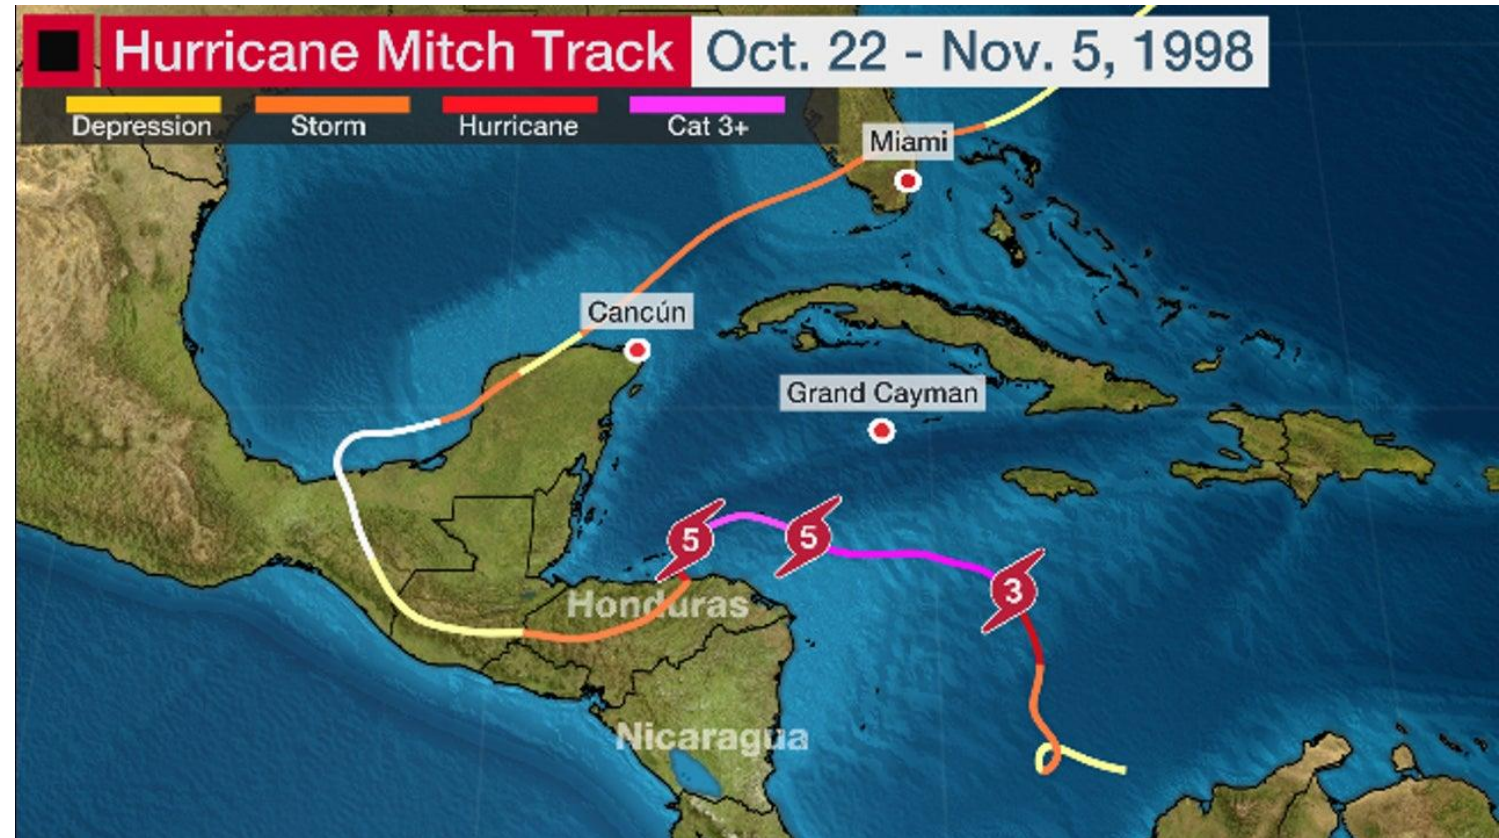 Hurricane Mitch Track Oct. 22 - Nov. 5, 1998
Depression Storm Hurricane Cat 3+
Miami
Cancún
Grand Cayman
5 5
3
Honduras
Nicaragua